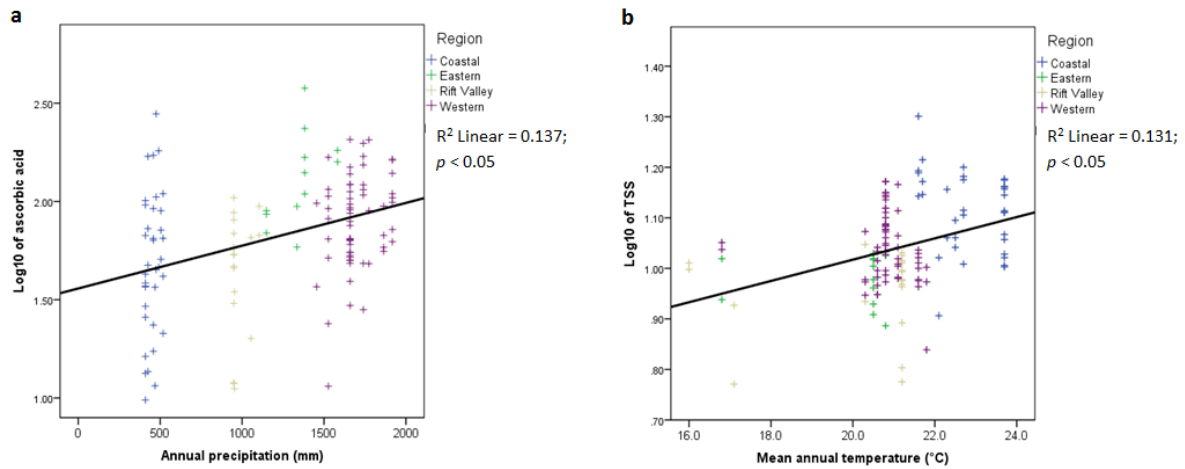 a
Log10 of ascorbic acid
2.50
2.00
1.50
1.00
0
500
1000
1500
2000
Annual precipitation (mm)
Region
Coastal
Eastern
Rift Valley
Western
R² Linear = 0.137;
p < 0.05
b
Log10 of TSS
1.40
1.30
1.20
1.10
1.00
.90
.80
.70
16.0
18.0
20.0
22.0
24.0
Mean annual temperature (°C)
Region
Coastal
Eastern
Rift Valley
Western
R² Linear = 0.131;
p < 0.05